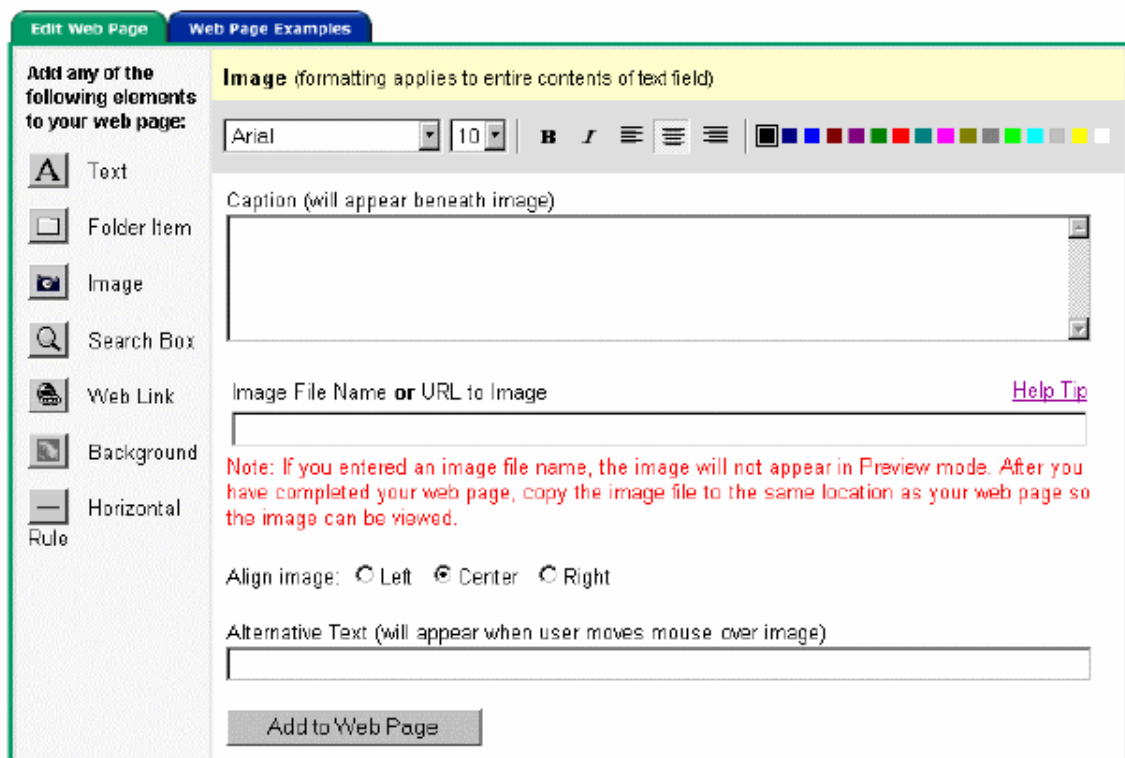 Edit Web Page
Web Page Examples
Add any of the
following elements
to your web page:
A Text
Folder Item
Image
Search Box
Web Link
Background
Horizontal
Rule
Image (formatting applies to entire contents of text field)
Arial 10 B I
Caption (will appear beneath image)
Image File Name or URL to Image Help Tip
Note: If you entered an image file name, the image will not appear in Preview mode. After you
have completed your web page, copy the image file to the same location as your web page so
the image can be viewed.
Align image: Left Center Right
Alternative Text (will appear when user moves mouse over image)
Add to Web Page